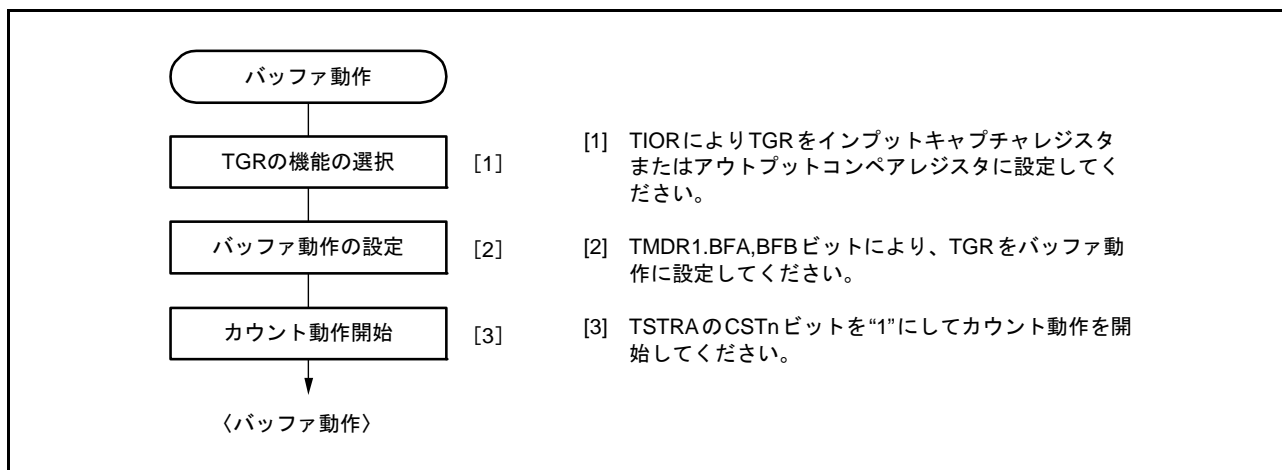 バッファ動作
TGRの機能の選択 [1]
[1] TIORによりTGRをインプットキャプチャレジスタ
またはアウトプットコンペアレジスタに設定してく
ださい。
バッファ動作の設定 [2]
[2] TMDR1.BFA,BFBビットにより、TGRをバッファ動
作に設定してください。
カウント動作開始 [3]
[3] TSTRAのCSTnビットを“1”にしてカウント動作を開
始してください。
〈バッファ動作〉